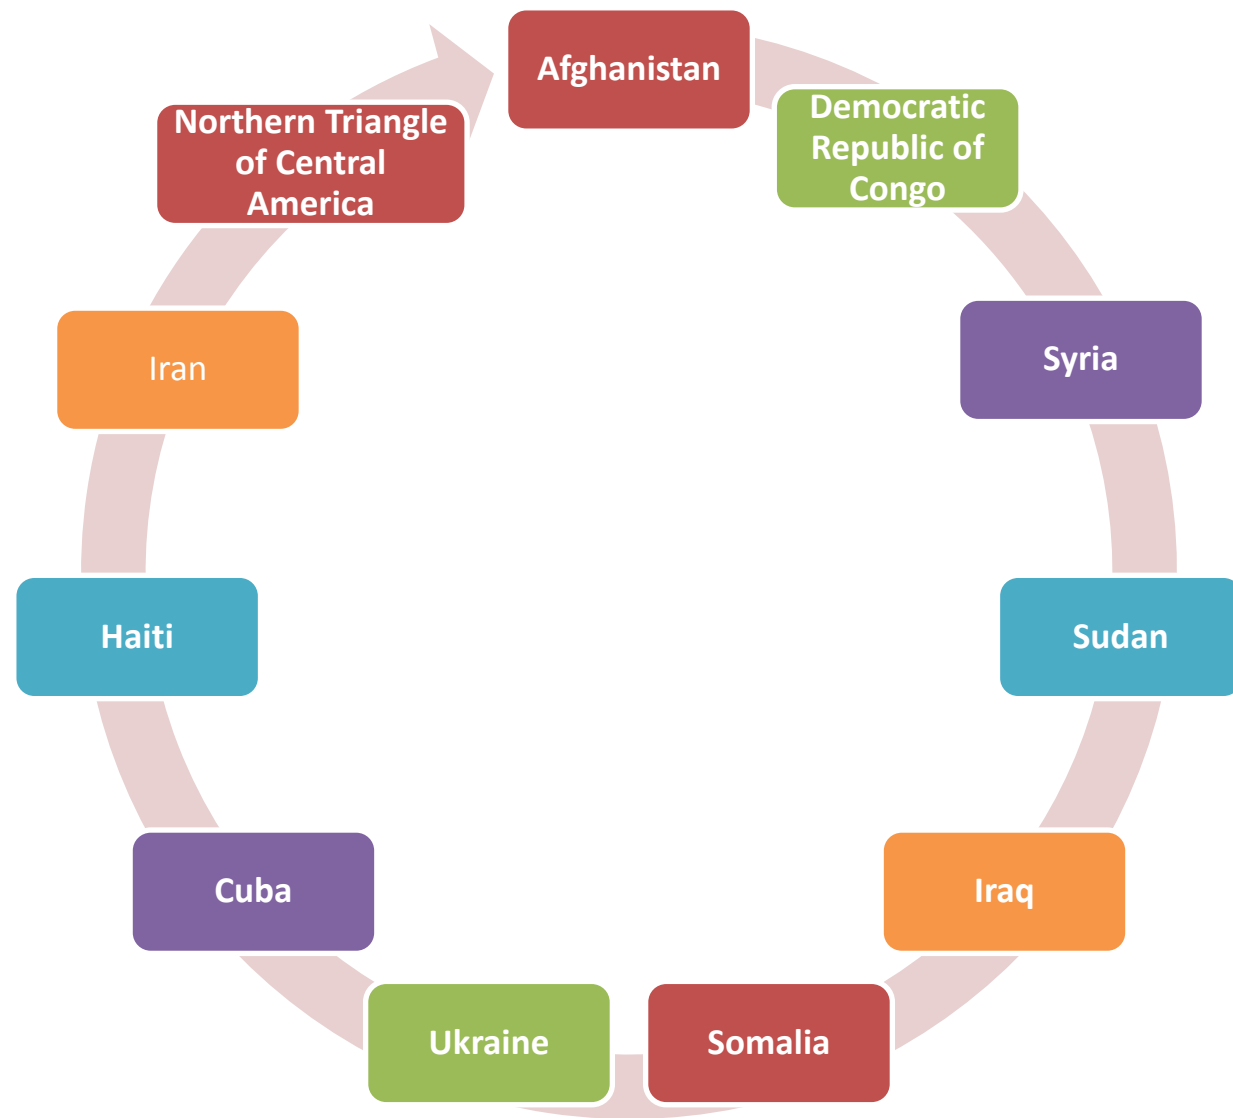 Afghanistan
Democratic
Republic of
Congo
Syria
Sudan
Iraq
Somalia
Ukraine
Cuba
Haiti
Iran
Northern Triangle
of Central
America